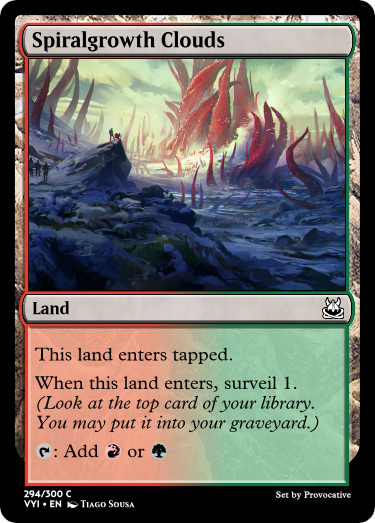 Spiralgrowth Clouds
Land
This land enters tapped.
When this land enters, surveil 1.
(Look at the top card of your library.
You may put it into your graveyard.)
: Add or
294/300 C
VYI • EN Tiago Sousa
Set by Provocative